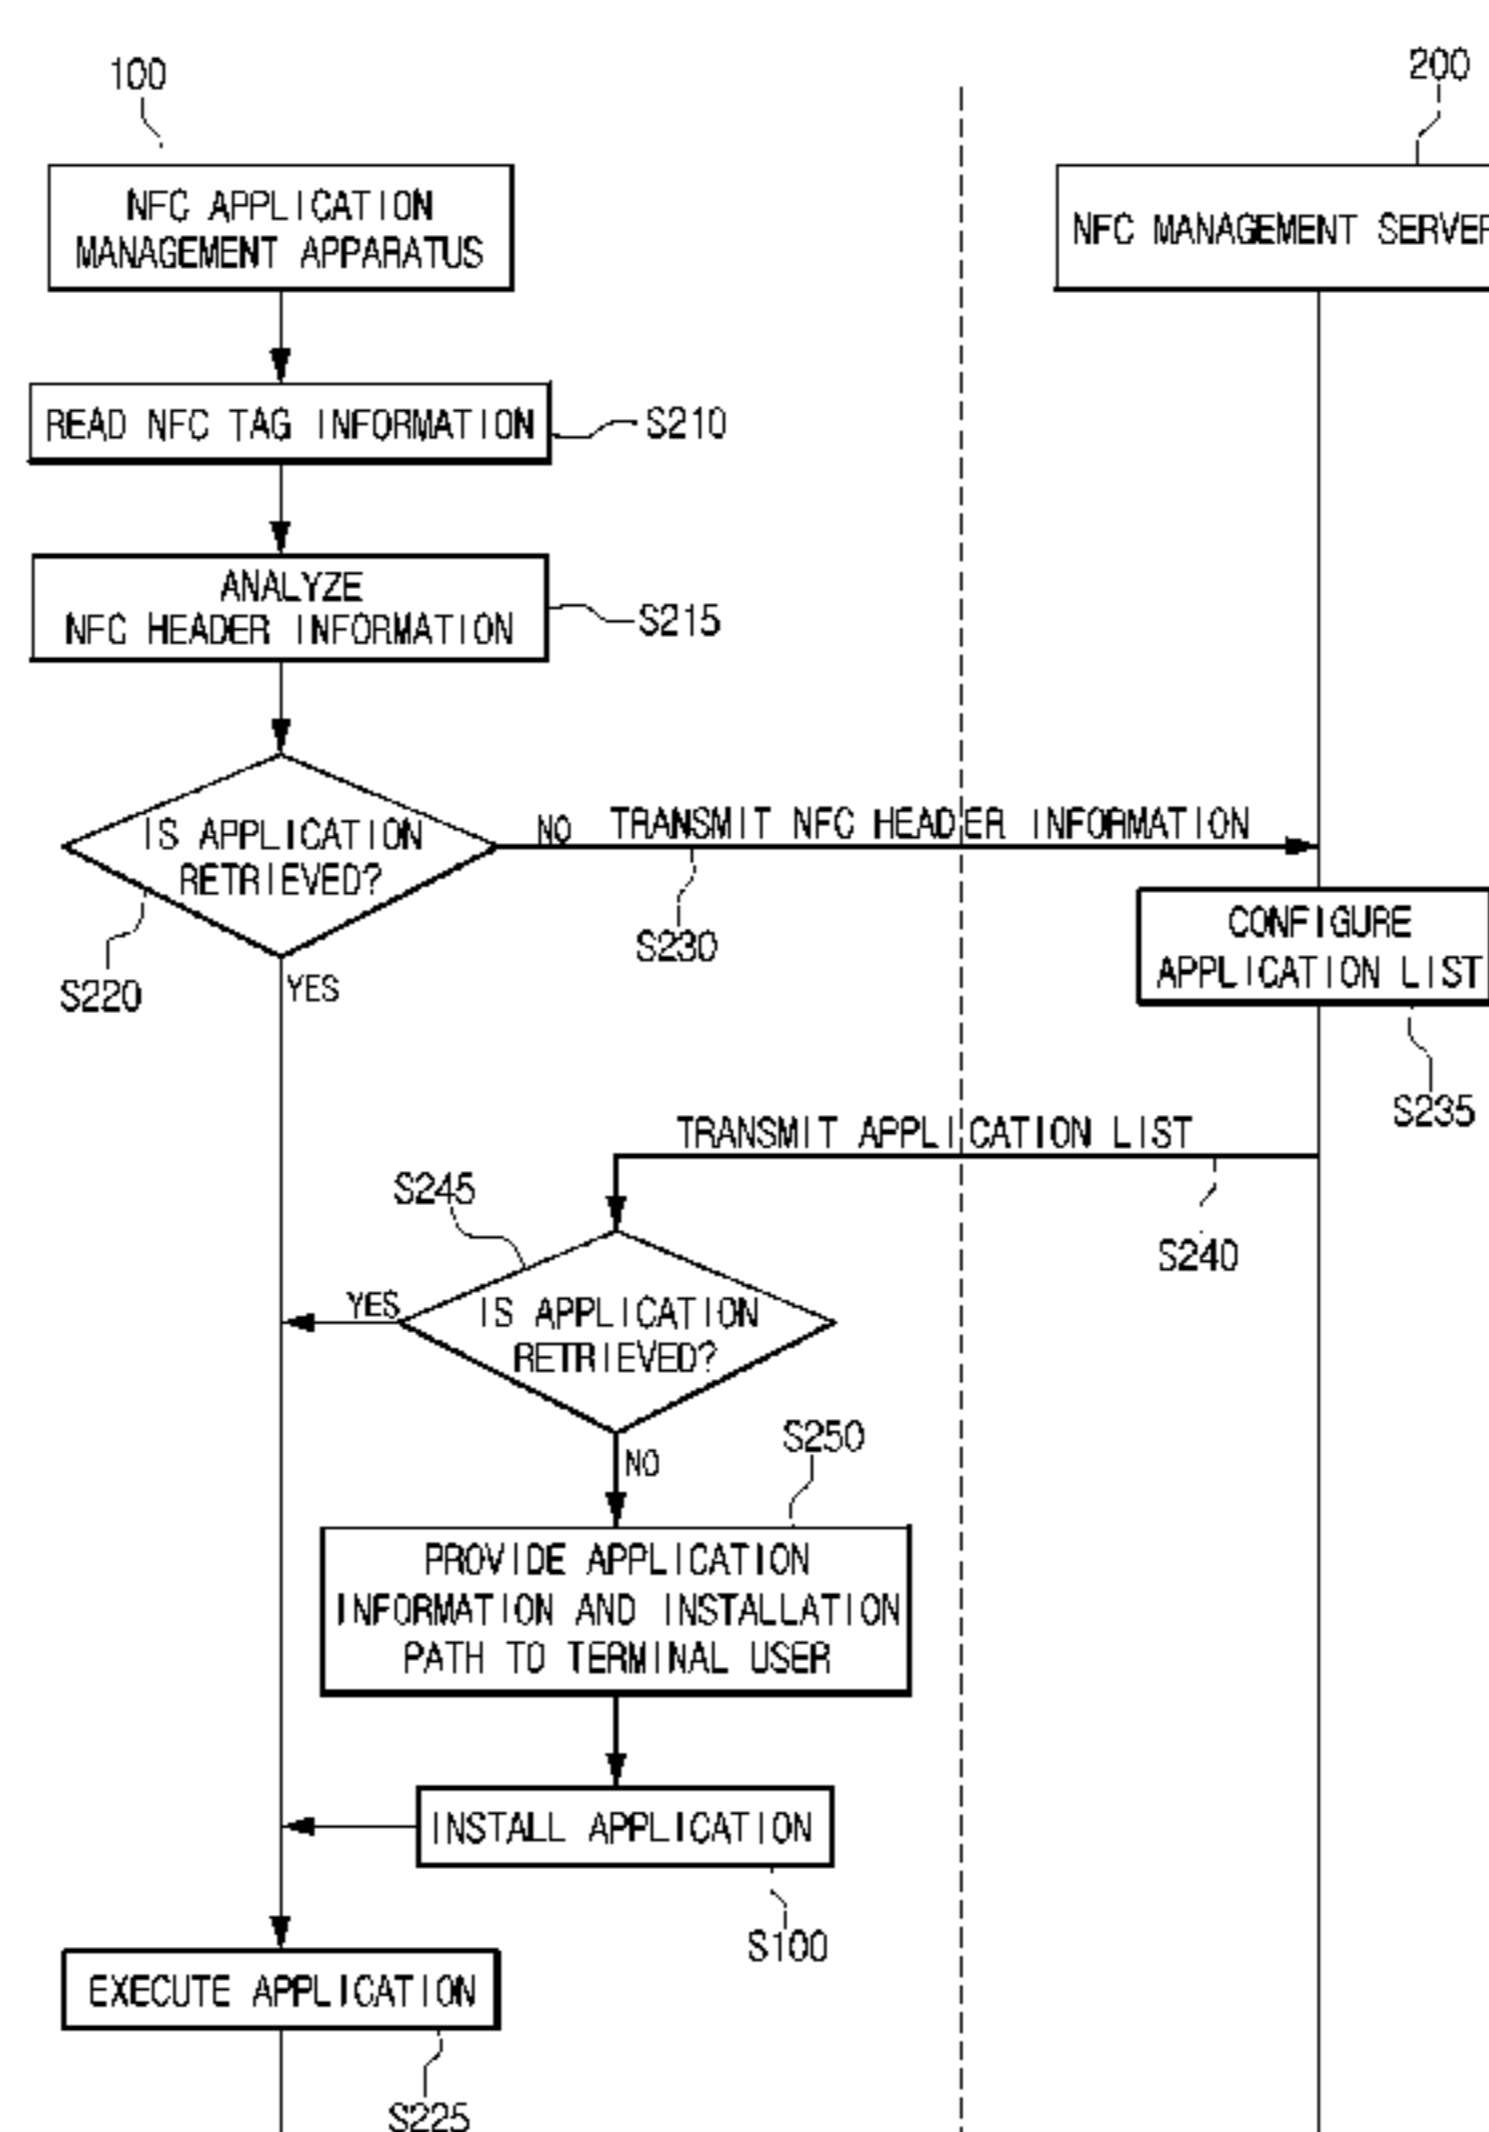 100
200
NFC APPLICATION
MANAGEMENT APPARATUS
NFC MANAGEMENT SERVER
READ NFC TAG INFORMATION
S210
ANALYZE
NFC HEADER INFORMATION
S215
IS APPLICATION
RETRIEVED?
NO
TRANSMIT NFC HEADER INFORMATION
S230
S220
YES
CONFIGURE
APPLICATION LIST
S235
TRANSMIT APPLICATION LIST
S240
S245
YES
IS APPLICATION
RETRIEVED?
NO
S250
PROVIDE APPLICATION
INFORMATION AND INSTALLATION
PATH TO TERMINAL USER
INSTALL APPLICATION
S100
EXECUTE APPLICATION
S225